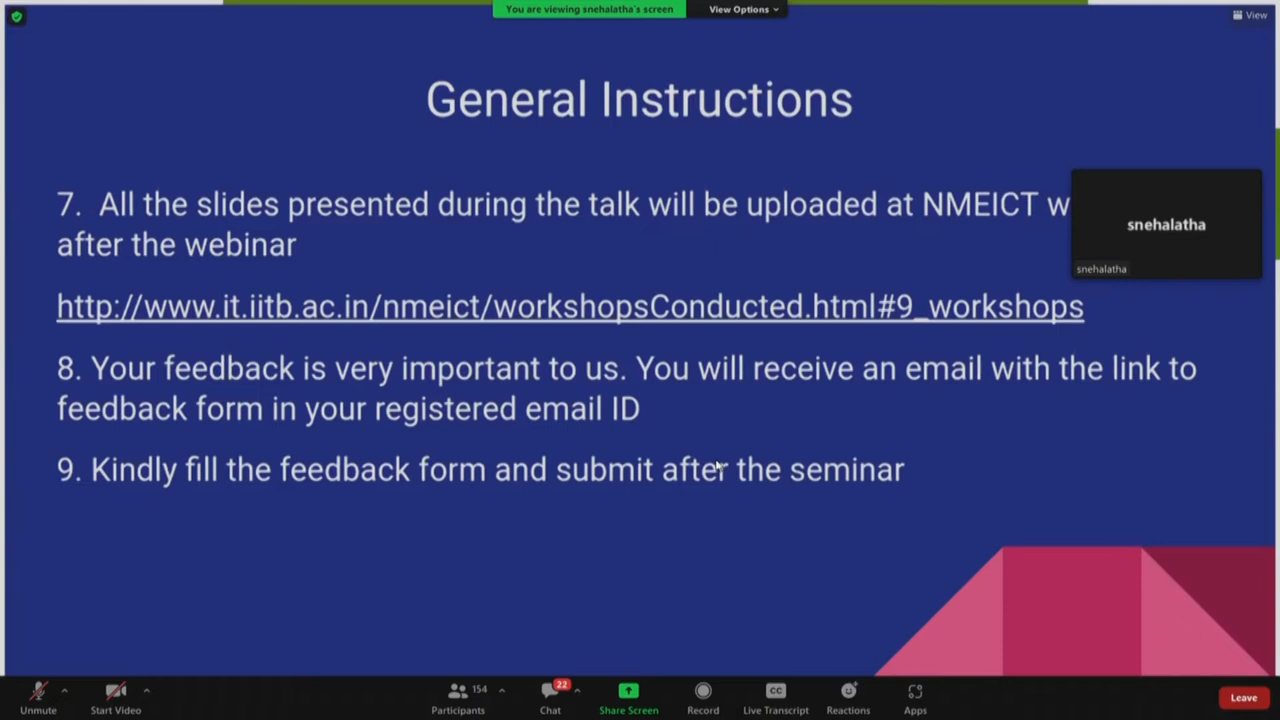 You are viewing snehalatha's screen
View Options
View
General Instructions
7. All the slides presented during the talk will be uploaded at NMEICT
after the webinar
snehalatha
snehalatha
http://www.it.iitb.ac.in/nmeict/workshopsConducted.html#9_workshops
8. Your feedback is very important to us. You will receive an email with the link to
feedback form in your registered email ID
9. Kindly fill the feedback form and submit after the seminar
Unmute
Start Video
154
Participants
22
Chat
Share Screen
Record
CC
Live Transcript
Reactions
Apps
Leave